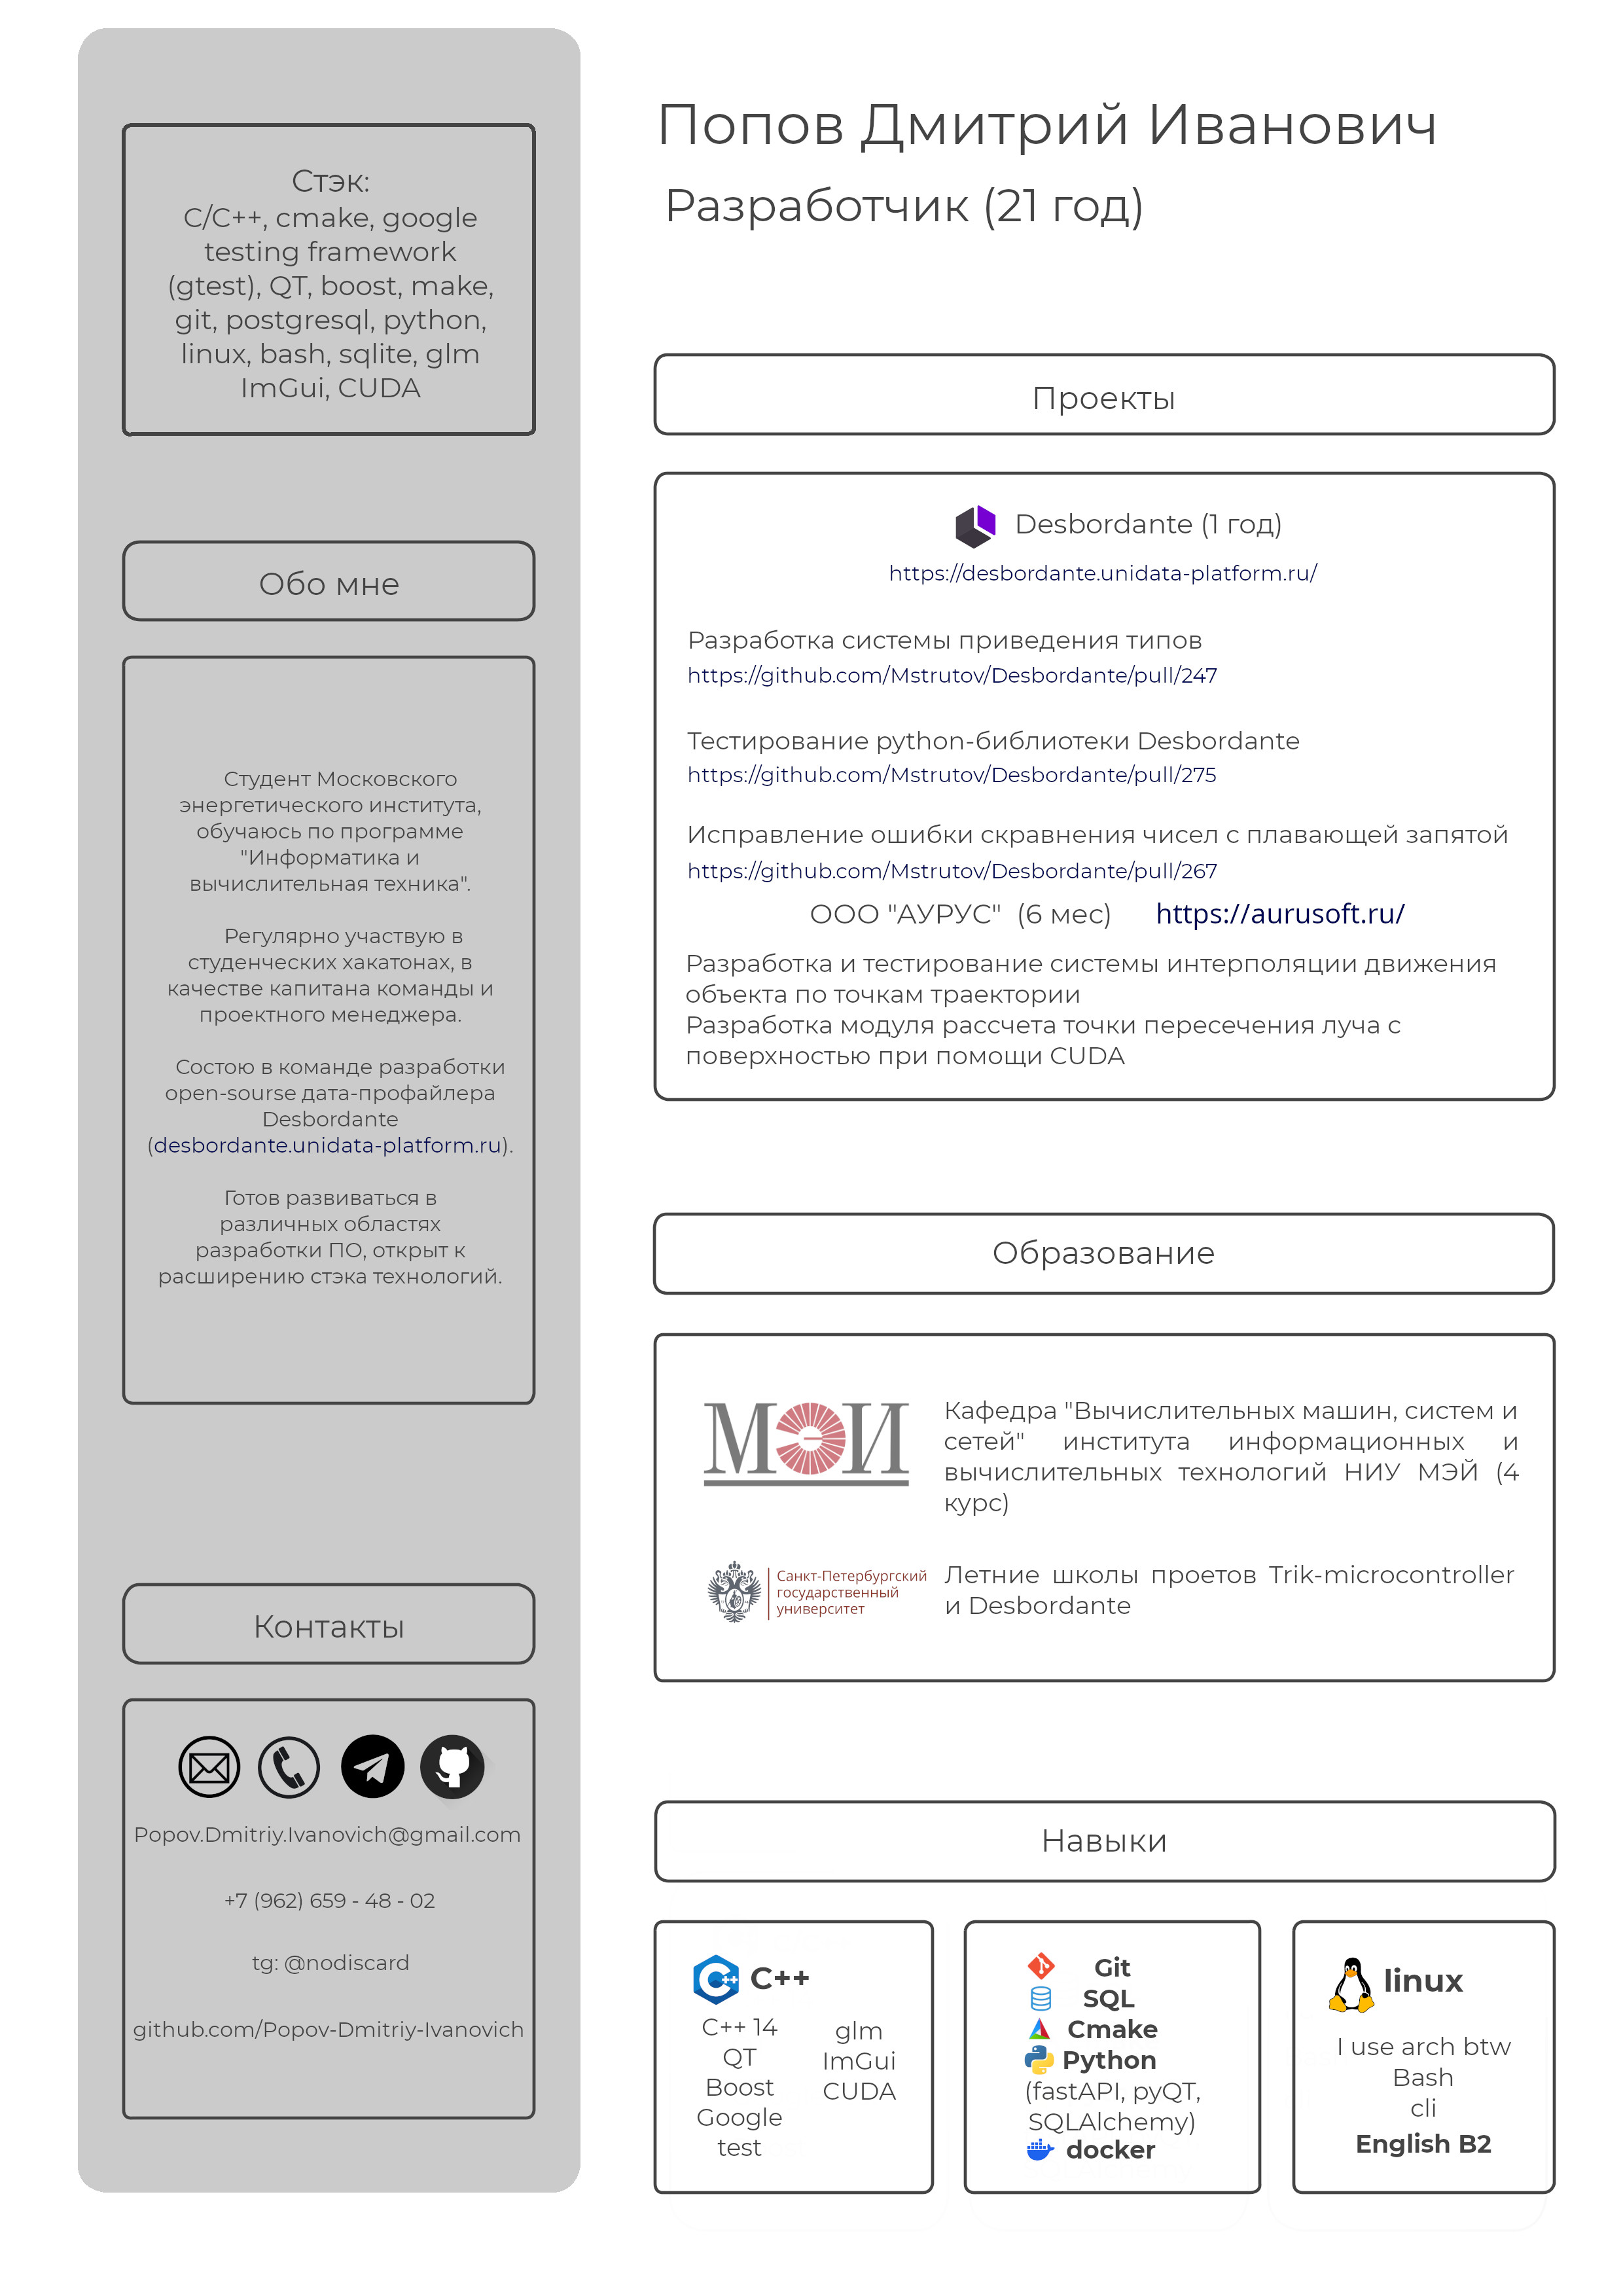 Стэк:
C/C++, cmake, google
testing framework
(gtest), QT, boost, make,
git, postgresql, python,
linux, bash, sqlite, glm
ImGui, CUDA
Обо мне
Студент Московского
энергетического института,
обучаюсь по программе
"Информатика и
вычислительная техника".
Регулярно участвую в
студенческих хакатонах, в
качестве капитана команды и
проектного менеджера.
Состою в команде разработки
open-sourse дата-профайлера
Desbordante
(desbordante.unidata-platform.ru).
Готов развиваться в
различных областях
разработки ПО, открыт к
расширению стэка технологий.
Контакты
Popov.Dmitriy.Ivanovich@gmail.com
+7 (962) 659 - 48 - 02
tg: @nodiscard
github.com/Popov-Dmitriy-Ivanovich
Попов Дмитрий Иванович
Разработчик (21 год)
Проекты
Desbordante (1 год)
https://desbordante.unidata-platform.ru/
Разработка системы приведения типов
https://github.com/Mstrutov/Desbordante/pull/247
Тестирование python-библиотеки Desbordante
https://github.com/Mstrutov/Desbordante/pull/275
Исправление ошибки скравнения чисел с плавающей запятой
https://github.com/Mstrutov/Desbordante/pull/267
ООО "АУРУС" (6 мес) https://aurusoft.ru/
Разработка и тестирование системы интерполяции движения
объекта по точкам траектории
Разработка модуля рассчета точки пересечения луча с
поверхностью при помощи CUDA
Образование
МЭИ
Кафедра "Вычислительных машин, систем и
сетей" института информационных и
вычислительных технологий НИУ МЭЙ (4
курс)
Санкт-Петербургский
государственный
университет
Летние школы проетов Trik-microcontroller
и Desbordante
Навыки
C++
C++ 14
QT
Boost
Google
test
glm
ImGui
CUDA
Git
SQL
Cmake
Python
(fastAPI, pyQT,
SQLAlchemy)
docker
linux
I use arch btw
Bash
cli
English B2